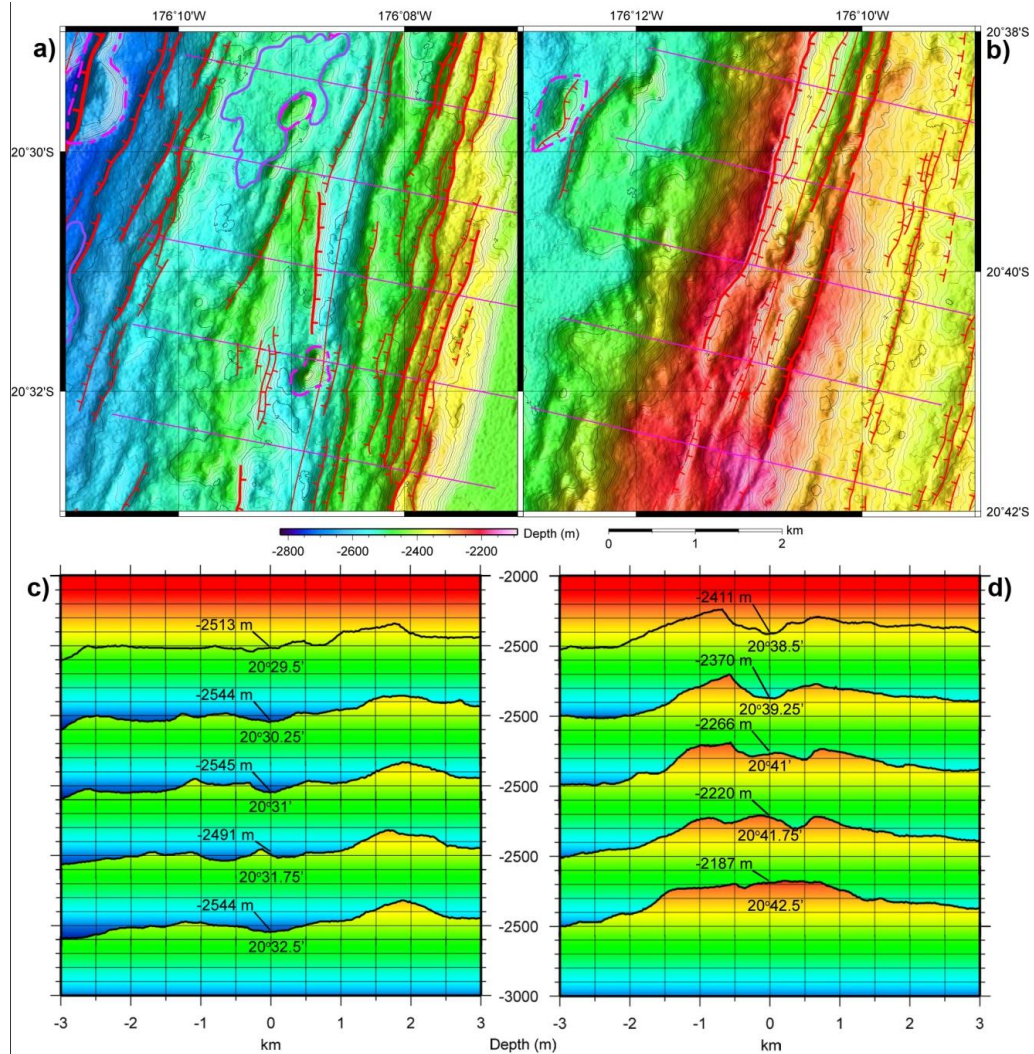 176°10'W 176°08'W 176°12'W 176°10'W
a) b)
20°38'S
20°30'S
20°40'S
20°32'S
20°42'S
-2800 -2600 -2400 -2200 Depth (m)
km
0 1 2
c) d)
-2000
-2513 m
20°29.5'
-2500
-2544 m
20°30.25'
-2500
-2545 m
20°31'
-2500
-2491 m
20°31.75'
-2500
-2544 m
20°32.5'
-2500
-3000
-2411 m
20°38.5'
-2370 m
20°39.25'
-2266 m
20°41'
-2220 m
20°41.75'
-2187 m
20°42.5'
-3 -2 -1 0 1 2 3
-3 -2 -1 0 1 2 3
km Depth (m) km